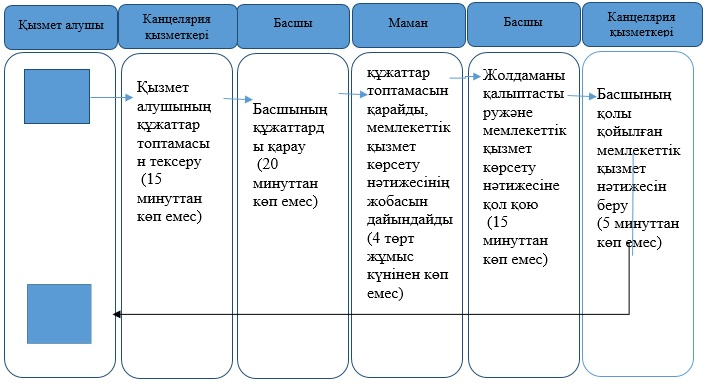 Қызмет алушы
Канцелярия
қызметкері
Басшы
Маман
Басшы
Канцелярия
қызметкері
Қызмет
алушының
құжаттар
топтамасы
н тексеру
(15
минуттан
көп емес)
Басшының
құжаттард
ы қарау
(20
минуттан
көп емес)
құжаттар
топтамасын
қарайды,
мемлекеттік
қызмет
көрсету
нәтижесінің
жобасын
дайындайды
(4 төрт
жұмыс
күнінен көп
емес)
Жолдаманы
қалыптасты
ружәне
мемлекеттік
қызмет
көрсету
нәтижесіне
қол қою
(15
минуттан
көп емес)
Басшының
қолы
қойылған
мемлекеттік
қызмет
нәтижесін
беру
(5 минуттан
көп емес)